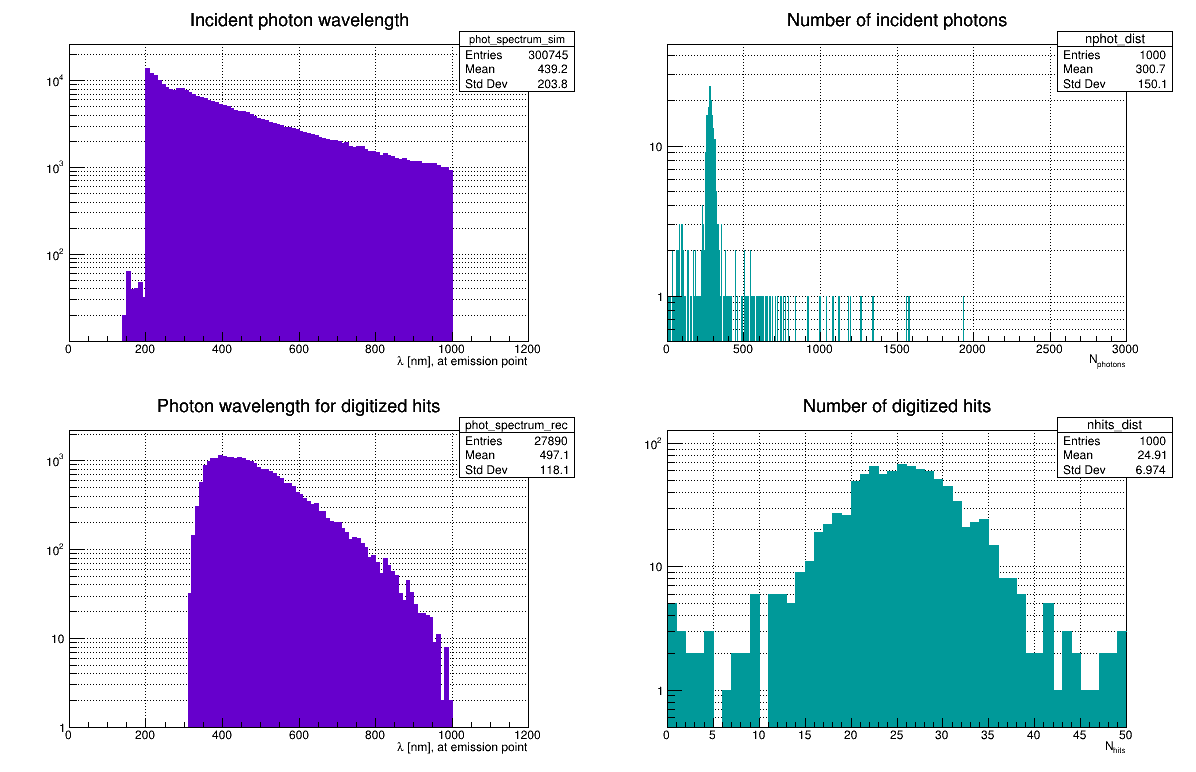 Incident photon wavelength
phot_spectrum_sim
Entries 300745
Mean 439.2
Std Dev 203.8
10^4
10^3
10^2
0 200 400 600 800 1000 1200
λ [nm], at emission point
Number of incident photons
nphot_dist
Entries 1000
Mean 300.7
Std Dev 150.1
10
1
0 500 1000 1500 2000 2500 3000
N_photons
Photon wavelength for digitized hits
phot_spectrum_rec
Entries 27890
Mean 497.1
Std Dev 118.1
10^3
10^2
10
1
0 200 400 600 800 1000 1200
λ [nm], at emission point
Number of digitized hits
nhits_dist
Entries 1000
Mean 24.91
Std Dev 6.974
10^2
10
1
0 5 10 15 20 25 30 35 40 45 50
N_hits